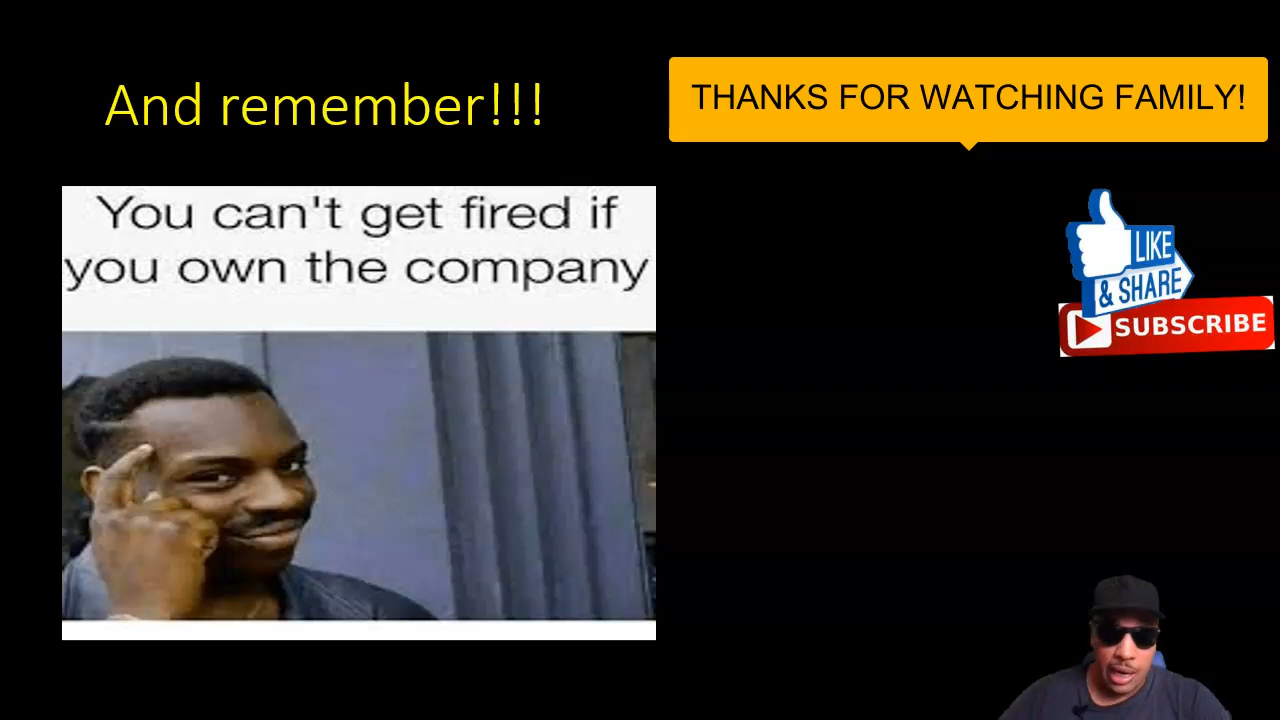 And remember!!!
THANKS FOR WATCHING FAMILY!
You can't get fired if
you own the company
LIKE
& SHARE
SUBSCRIBE